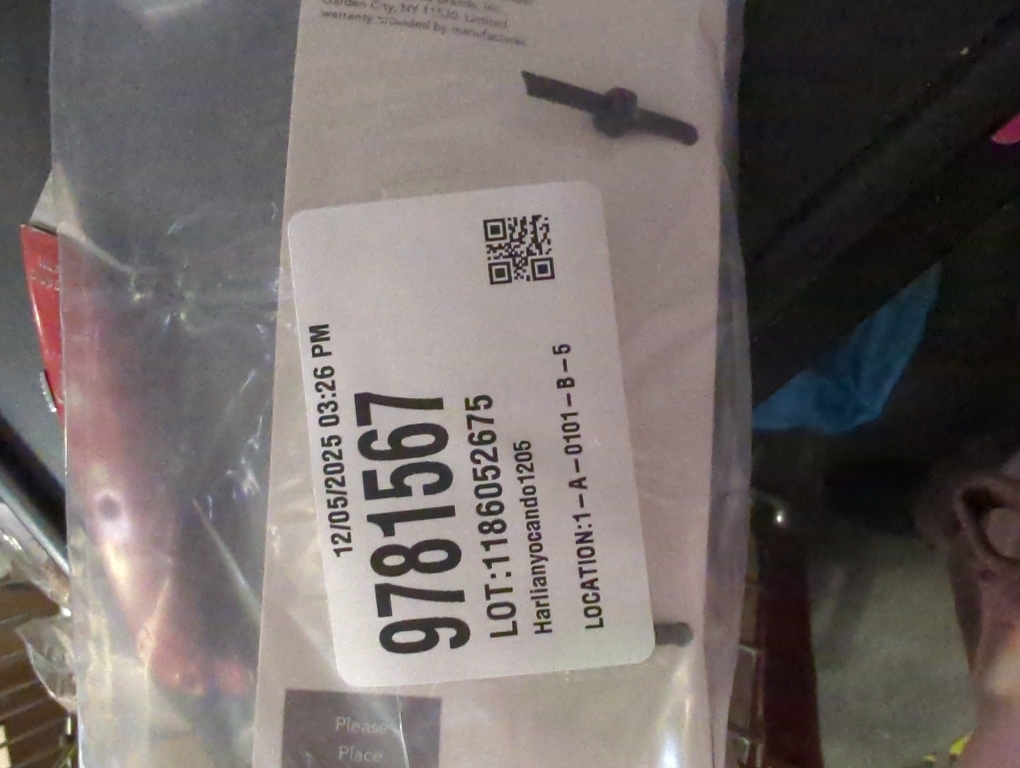 Garden City, NY 11530. Limited
warranty provided by manufacturer.
12/05/2025 03:26 PM
9781567
LOT:1186052675
Harlianyocando1205
LOCATION:1-A-0101-B-5
Please
Place